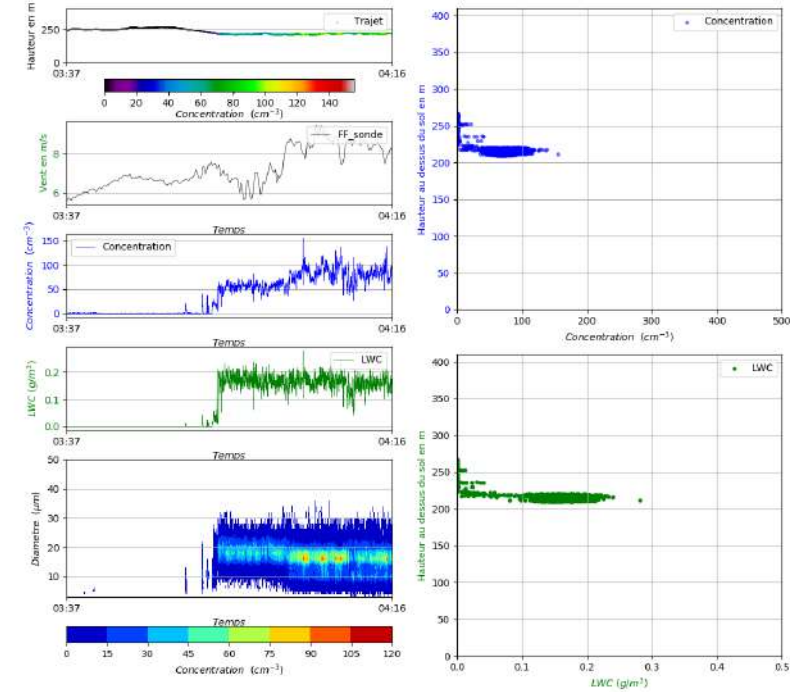 Hauteur en m
250
0
Trajet
03:37
04:16
0 20 40 60 80 100 120 140
Concentration (cm⁻³)
Vent en m/s
8
6
FF_sonde
03:37
04:16
Temps
Concentration (cm⁻³)
150
100
50
0
Concentration
03:37
04:16
Temps
LWC (g/m³)
0.2
0.1
0.0
LWC
03:37
04:16
Temps
Diametre (μm)
50
40
30
20
10
03:37
04:16
Temps
0 15 30 45 60 75 90 105 120
Concentration (cm⁻³)
Hauteur au dessus du sol en m
400
350
300
250
200
150
100
50
0
Concentration
0 100 200 300 400 500
Concentration (cm⁻³)
Hauteur au dessus du sol en m
400
350
300
250
200
150
100
50
0
LWC
0.0 0.1 0.2 0.3 0.4 0.5
LWC (g/m³)